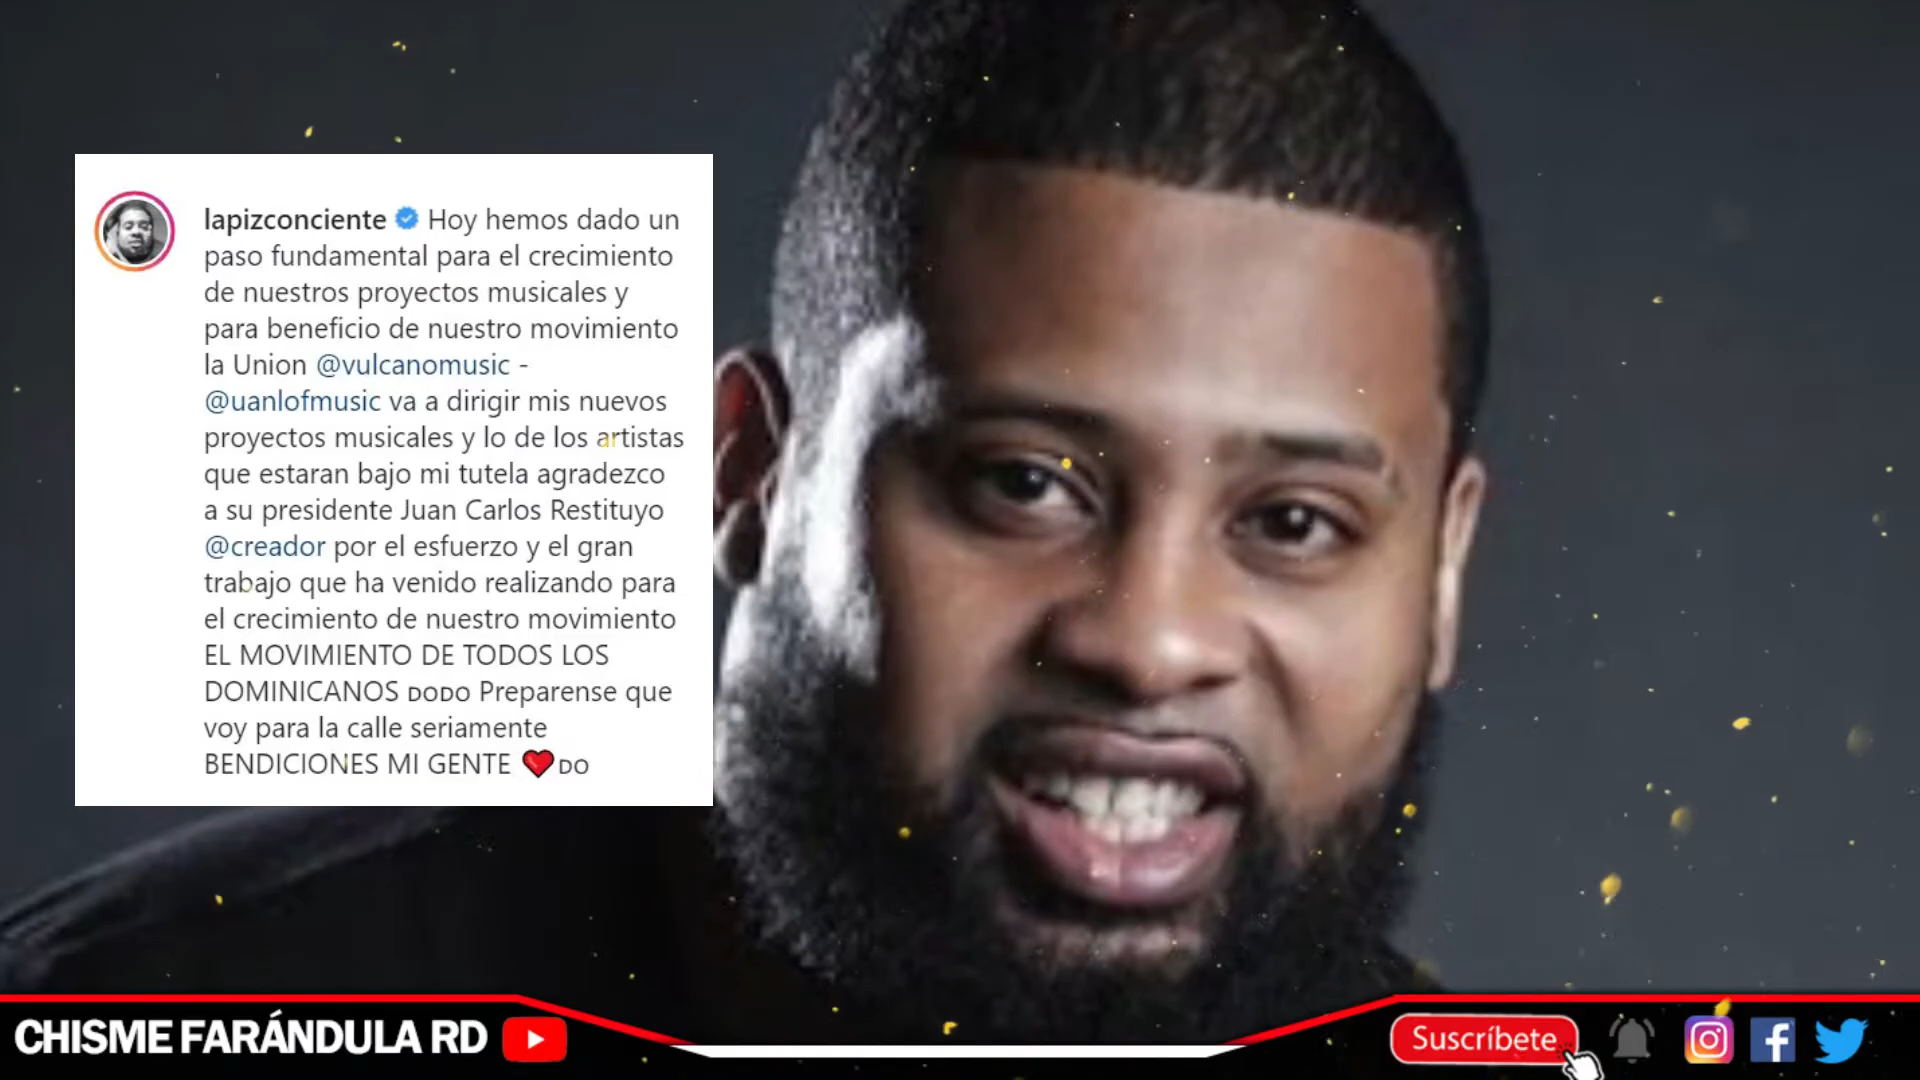 lapizconciente Hoy hemos dado un
paso fundamental para el crecimiento
de nuestros proyectos musicales y
para beneficio de nuestro movimiento
la Union @vulcanomusic -
@uanlofmusic va a dirigir mis nuevos
proyectos musicales y lo de los artistas
que estaran bajo mi tutela agradezco
a su presidente Juan Carlos Restituyo
@creador por el esfuerzo y el gran
trabajo que ha venido realizando para
el crecimiento de nuestro movimiento
EL MOVIMIENTO DE TODOS LOS
DOMINICANOS DODO Preparense que
voy para la calle seriamente
BENDICIONES MI GENTE ❤️DO
CHISME FARÁNDULA RD
Suscríbete